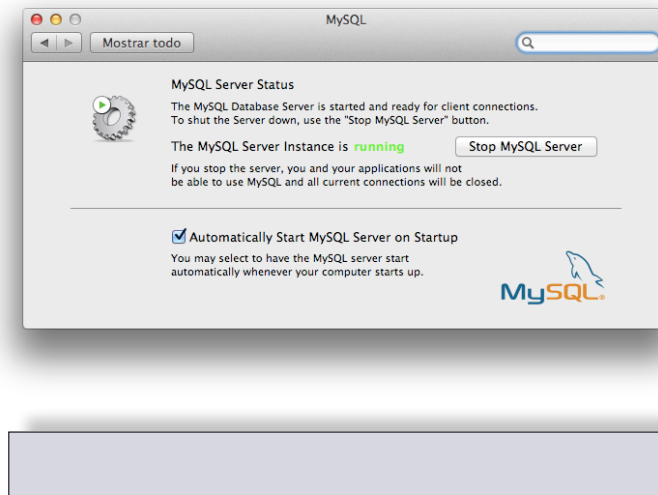 MySQL
Mostrar todo
MySQL Server Status
The MySQL Database Server is started and ready for client connections.
To shut the Server down, use the "Stop MySQL Server" button.
The MySQL Server Instance is running
Stop MySQL Server
If you stop the server, you and your applications will not
be able to use MySQL and all current connections will be closed.
Automatically Start MySQL Server on Startup
You may select to have the MySQL server start
automatically whenever your computer starts up.
MySQL®